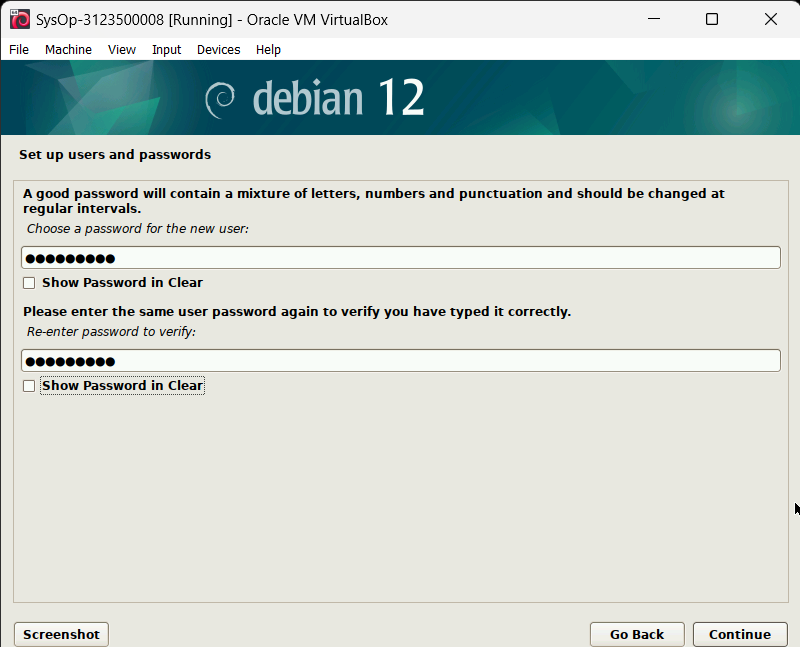 SysOp-3123500008 [Running] - Oracle VM VirtualBox
File Machine View Input Devices Help
debian 12
Set up users and passwords
A good password will contain a mixture of letters, numbers and punctuation and should be changed at
regular intervals.
Choose a password for the new user:
●●●●●●●●●
Show Password in Clear
Please enter the same user password again to verify you have typed it correctly.
Re-enter password to verify:
●●●●●●●●●
Show Password in Clear
Screenshot Go Back Continue